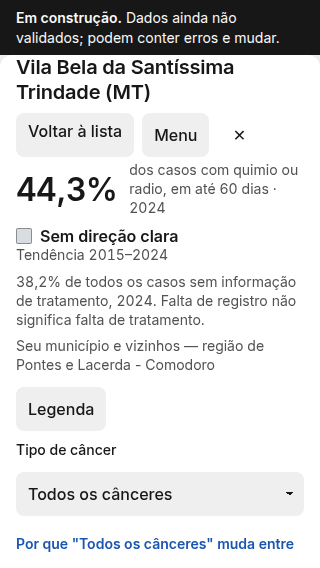 Em construção. Dados ainda não
validados; podem conter erros e mudar.
Vila Bela da Santíssima
Trindade (MT)
Voltar à lista
Menu
×
44,3%
dos casos com quimio ou
radio, em até 60 dias ·
2024
Sem direção clara
Tendência 2015–2024
38,2% de todos os casos sem informação
de tratamento, 2024. Falta de registro não
significa falta de tratamento.
Seu município e vizinhos — região de
Pontes e Lacerda - Comodoro
Legenda
Tipo de câncer
Todos os cânceres
Por que "Todos os cânceres" muda entre